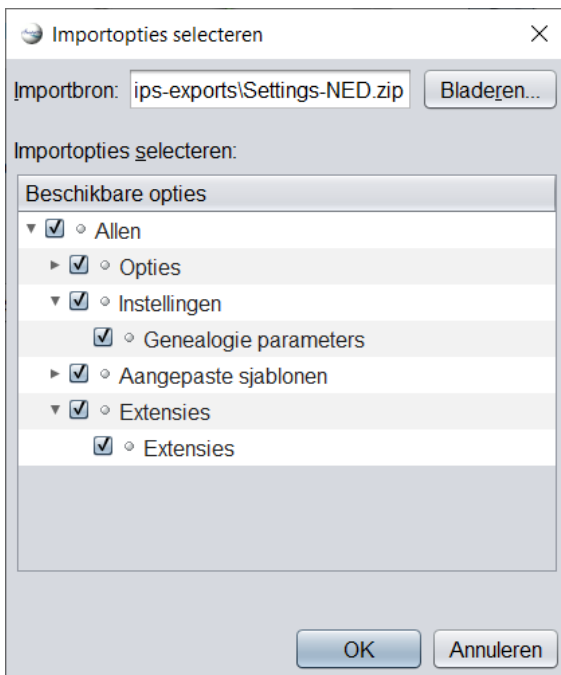 Importopties selecteren
Importbron: ips-exports\Settings-NED.zip Bladeren...
Importopties selecteren:
Beschikbare opties
Allen
Opties
Instellingen
Genealogie parameters
Aangepaste sjablonen
Extensies
Extensies
OK Annuleren